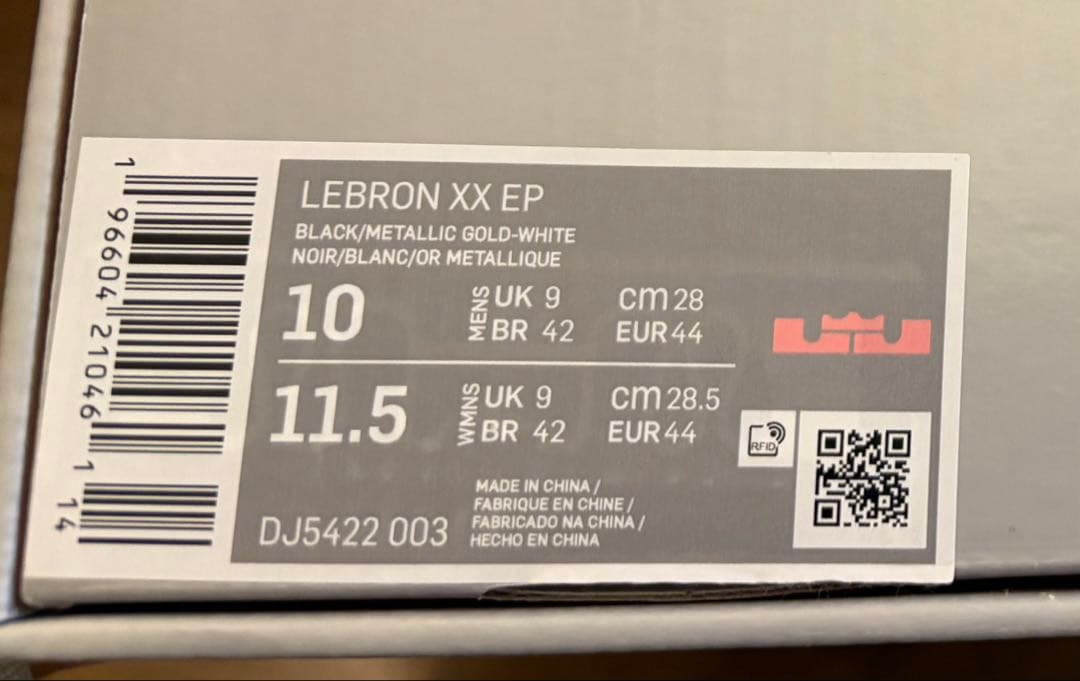 1 96604 21046 1 14
LEBRON XX EP
BLACK/METALLIC GOLD-WHITE
NOIR/BLANC/OR METALLIQUE
10 MENS UK 9 cm 28
BR 42 EUR 44
11.5 WMNS UK 9 cm 28.5
BR 42 EUR 44
RFID
MADE IN CHINA /
FABRIQUE EN CHINE /
FABRICADO NA CHINA /
HECHO EN CHINA
DJ5422 003